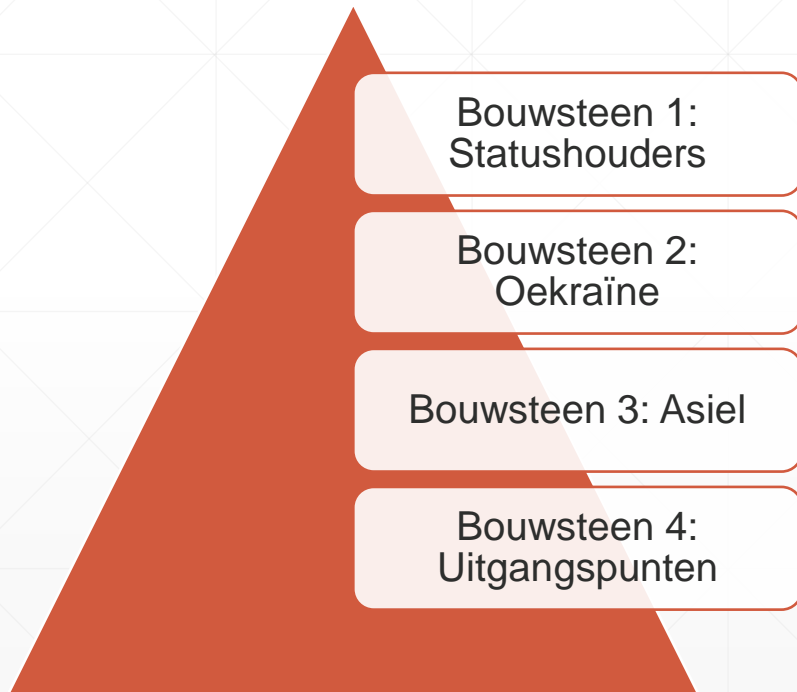 Bouwsteen 1:
Statushouders
Bouwsteen 2:
Oekraïne
Bouwsteen 3: Asiel
Bouwsteen 4:
Uitgangspunten